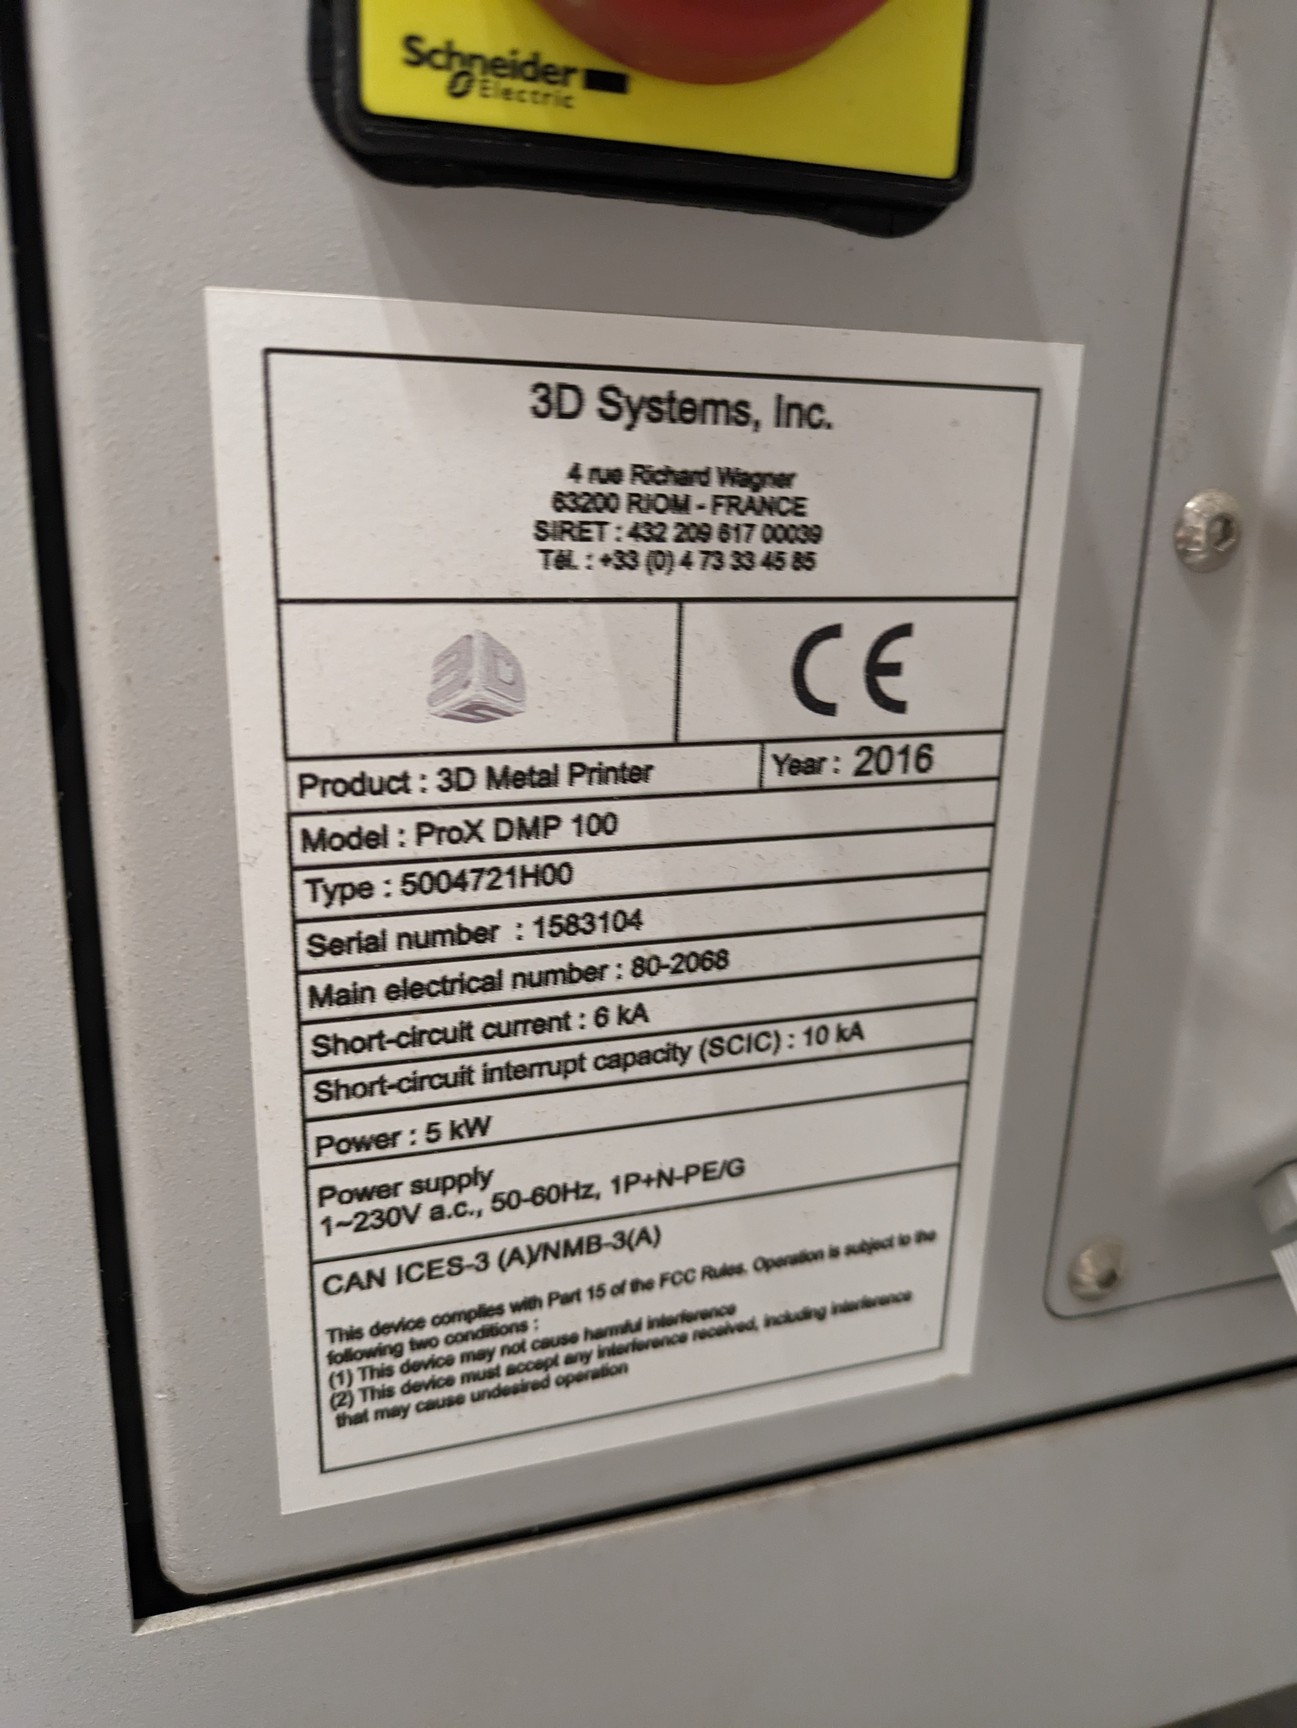 Schneider
Electric
3D Systems, Inc.
4 rue Richard Wagner
63200 RIOM - FRANCE
SIRET : 432 209 617 00039
Tél. : +33 (0) 4 73 33 45 85
3DS
CE
Product : 3D Metal Printer
Year : 2016
Model : ProX DMP 100
Type : 5004721H00
Serial number : 1583104
Main electrical number : 80-2068
Short-circuit current : 6 kA
Short-circuit interrupt capacity (SCIC) : 10 kA
Power : 5 kW
Power supply
1~230V a.c., 50-60Hz, 1P+N-PE/G
CAN ICES-3 (A)/NMB-3(A)
This device complies with Part 15 of the FCC Rules. Operation is subject to the
following two conditions :
(1) This device may not cause harmful interference
(2) This device must accept any interference received, including interference
that may cause undesired operation